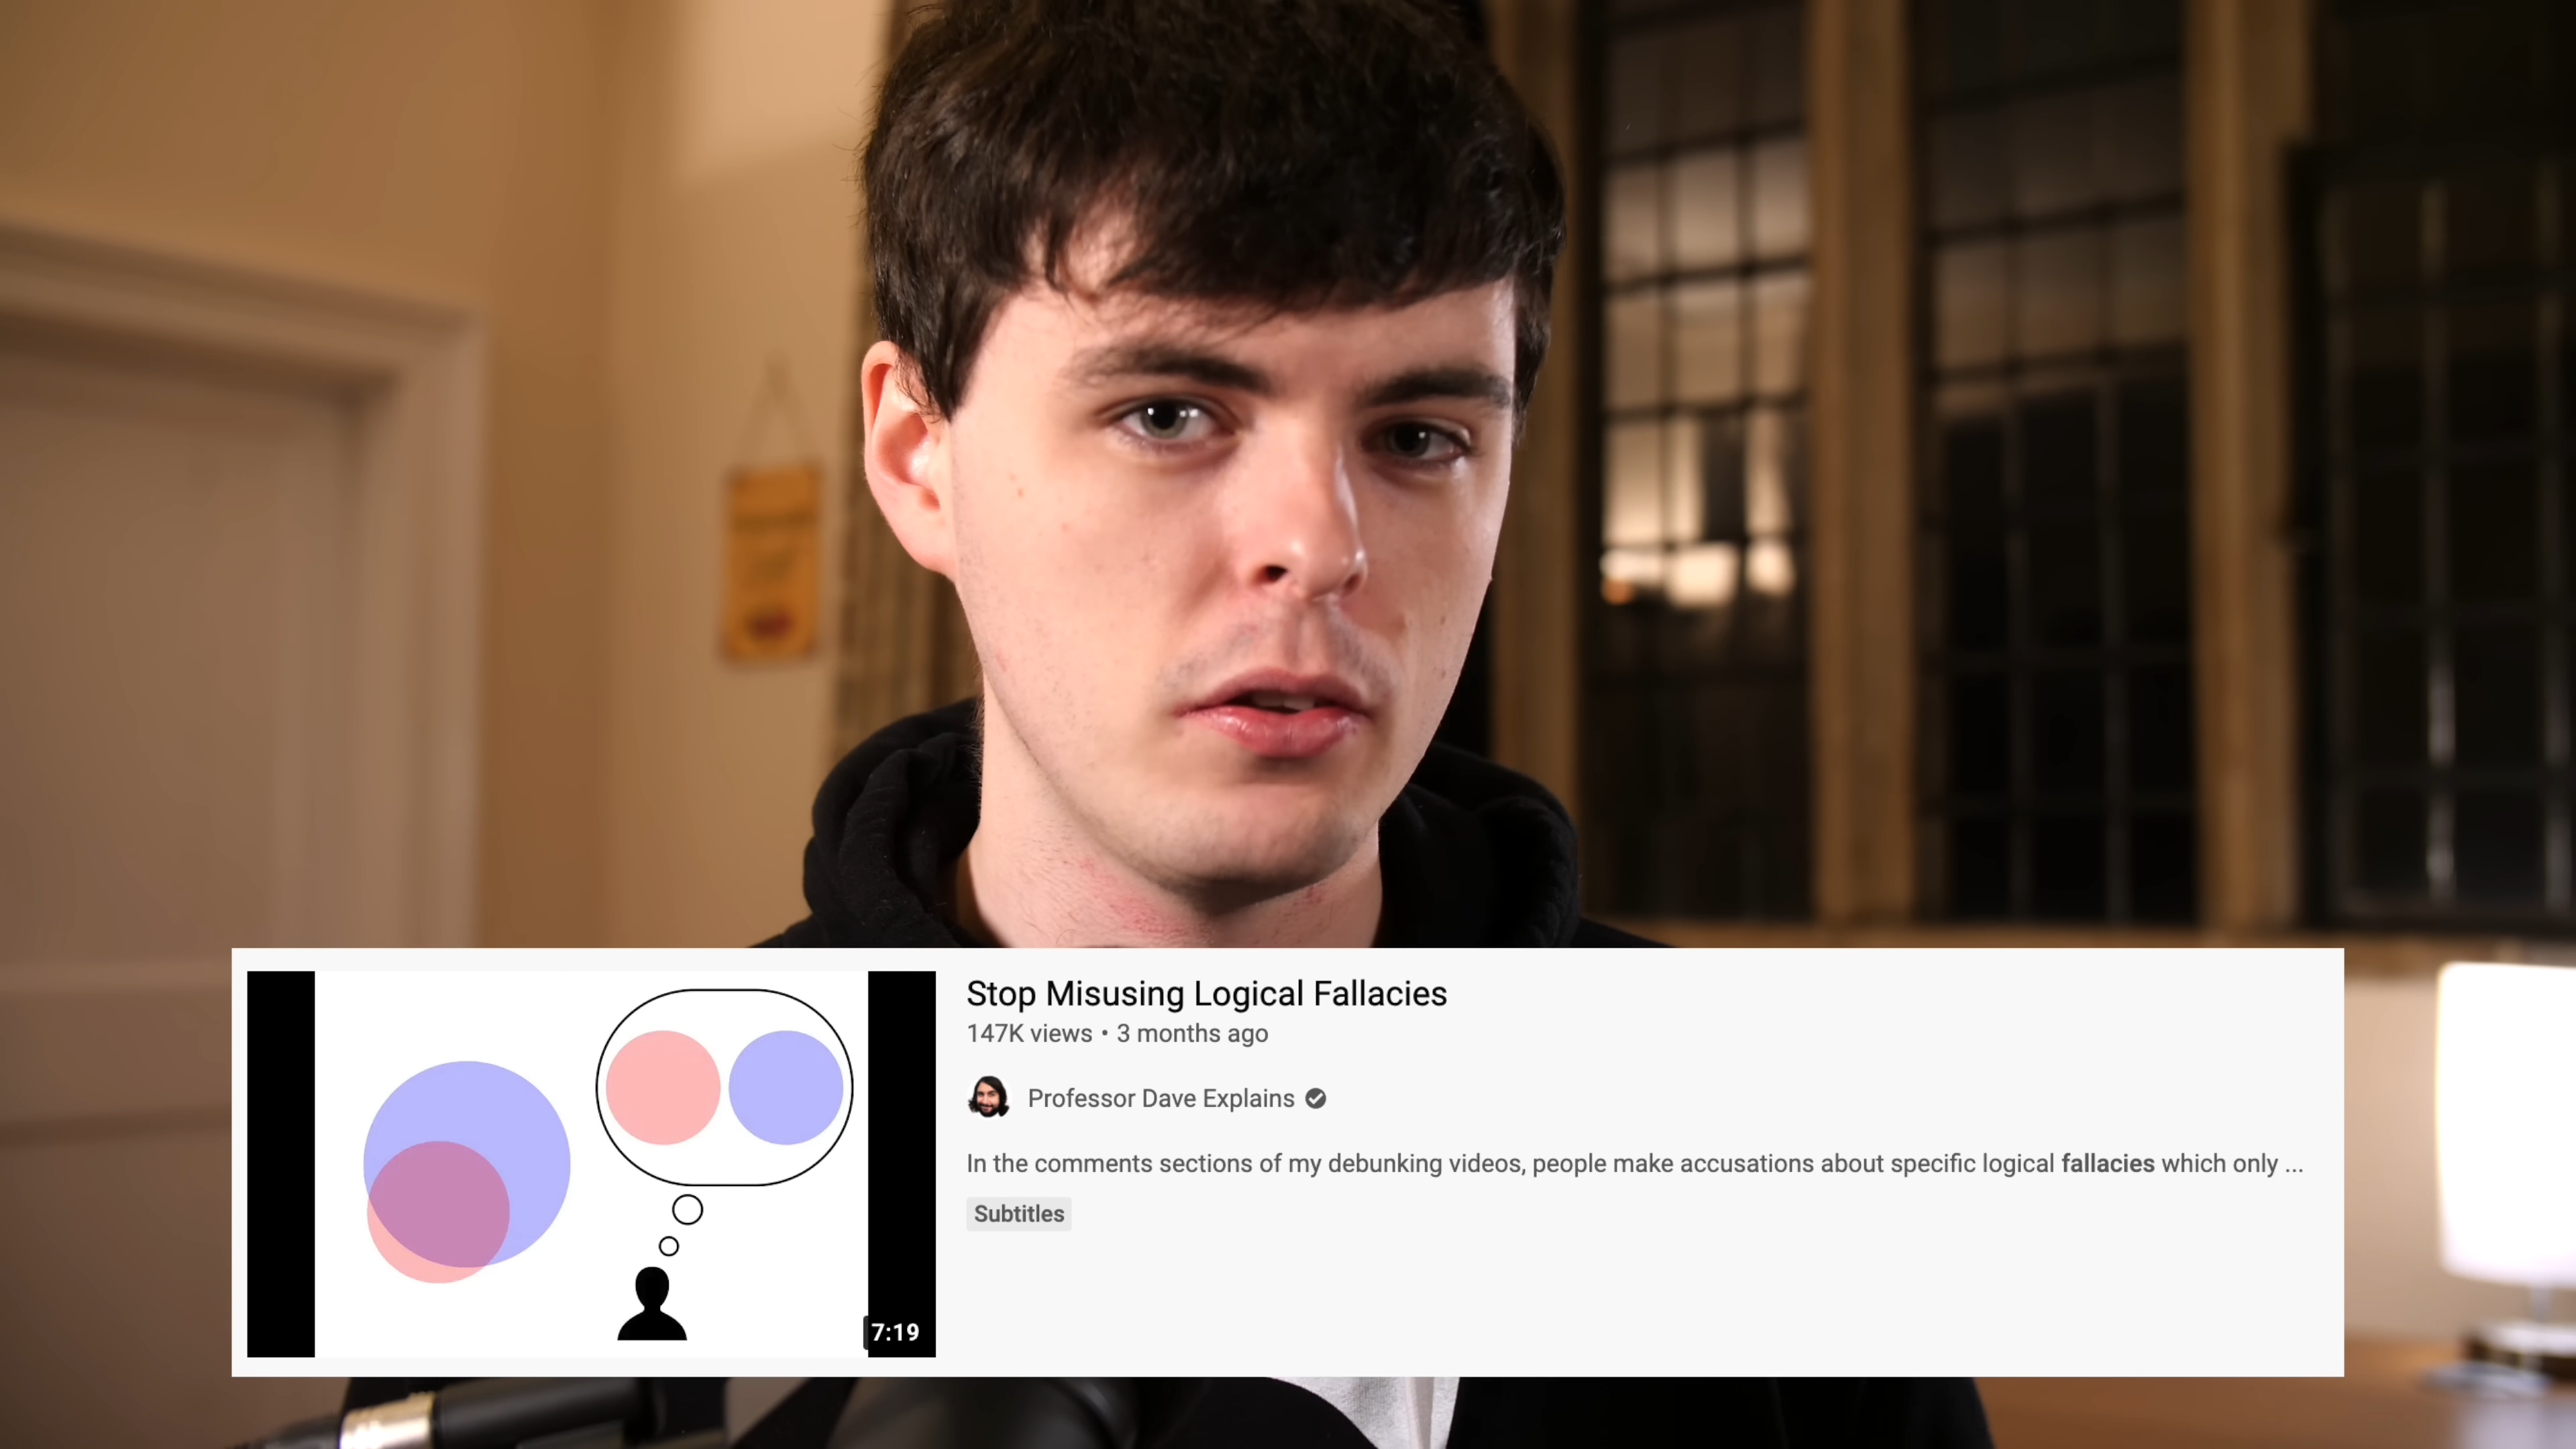 Stop Misusing Logical Fallacies
147K views • 3 months ago
Professor Dave Explains
In the comments sections of my debunking videos, people make accusations about specific logical fallacies which only ...
Subtitles
7:19